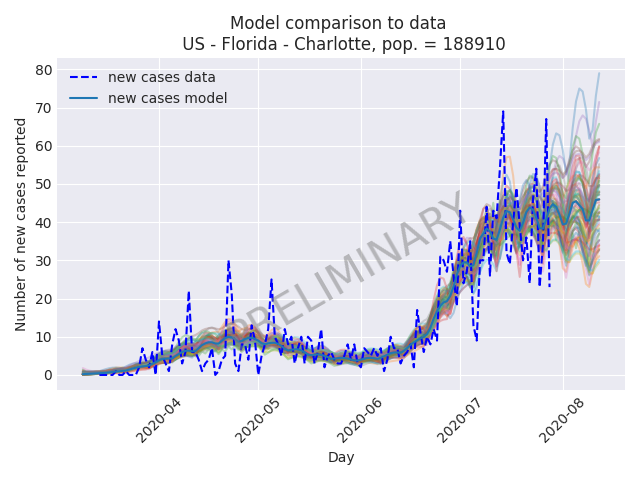 Model comparison to data
US - Florida - Charlotte, pop. = 188910
new cases data
new cases model
Number of new cases reported
80
70
60
50
40
30
20
10
0
PRELIMINARY
2020-04
2020-05
2020-06
2020-07
2020-08
Day